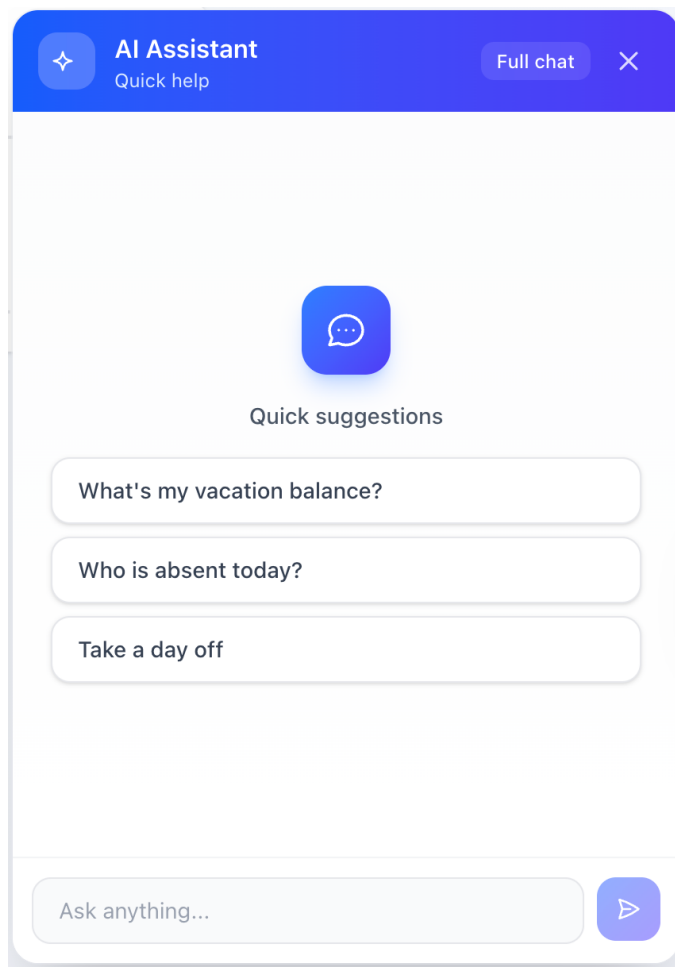 AI Assistant
Quick help
Full chat
Quick suggestions
What's my vacation balance?
Who is absent today?
Take a day off
Ask anything...